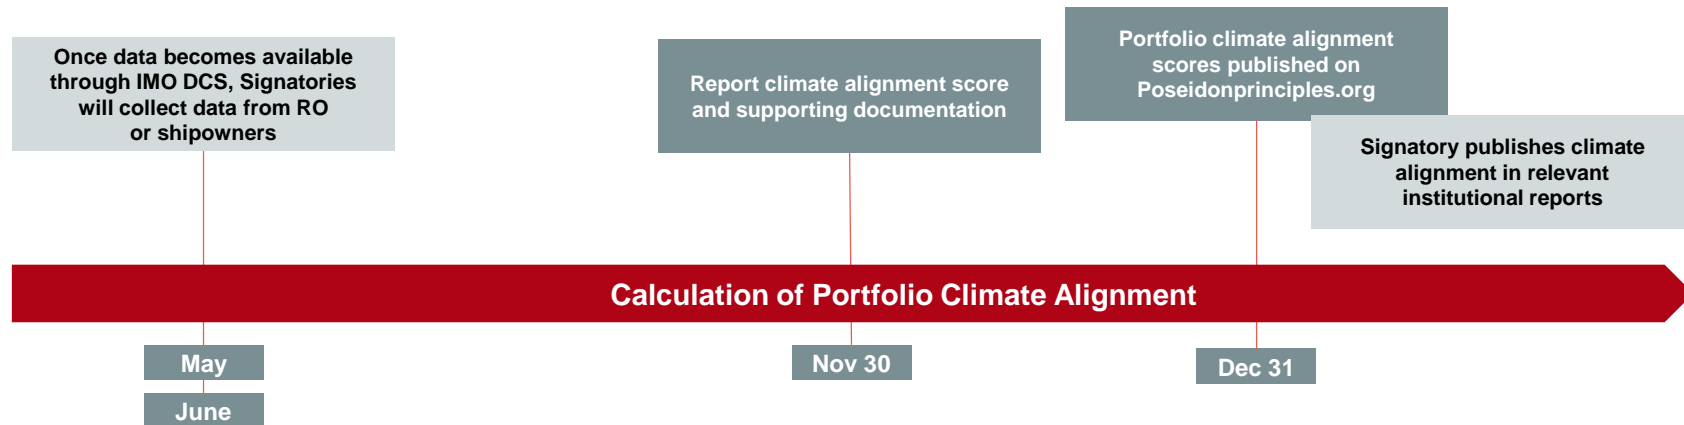 Once data becomes available
through IMO DCS, Signatories
will collect data from RO
or shipowners
Report climate alignment score
and supporting documentation
Portfolio climate alignment
scores published on
Poseidonprinciples.org
Signatory publishes climate
alignment in relevant
institutional reports
Calculation of Portfolio Climate Alignment
May
June
Nov 30
Dec 31